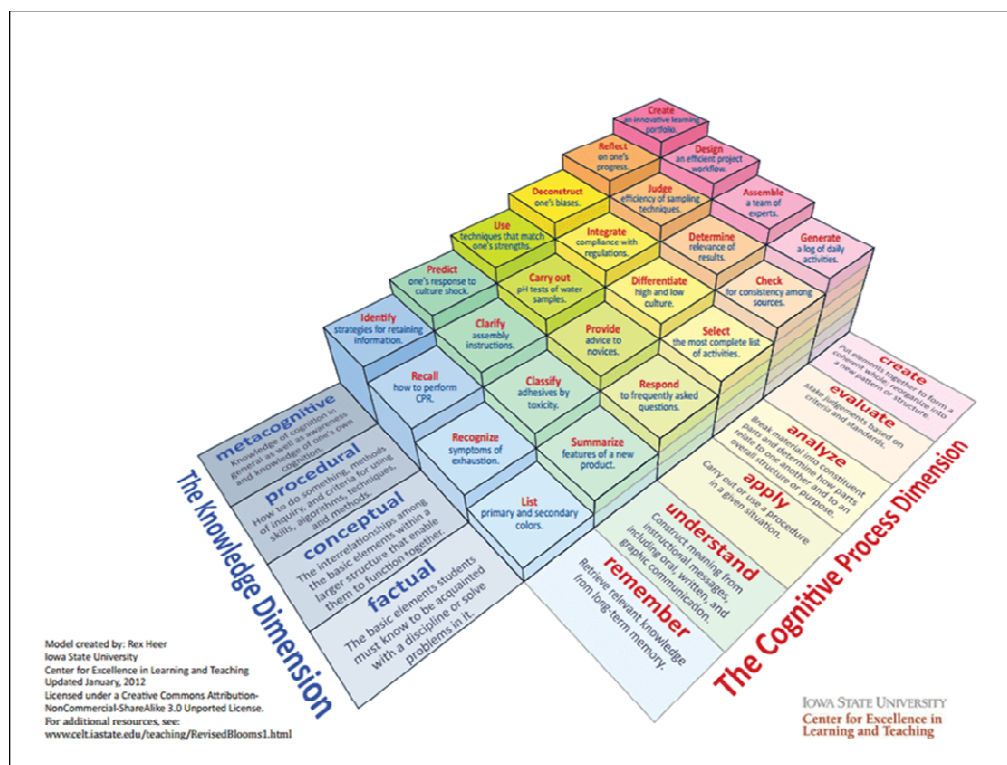 Create
an innovative learning
portfolio.
Reflect
on one's
progress.
Design
an efficient project
workflow.
Deconstruct
one's biases.
Judge
efficiency of sampling
techniques.
Assemble
a team of
experts.
Use
techniques that match
one's strengths.
Integrate
compliance with
regulations.
Determine
relevance of
results.
Generate
a log of daily
activities.
Predict
one's response to
culture shock.
Carry out
pH tests of water
samples.
Differentiate
high and low
culture.
Check
for consistency among
sources.
Identify
strategies for retaining
information.
Clarify
assembly
instructions.
Provide
advice to
novices.
Select
the most complete list
of activities.
Recall
how to perform
CPR.
Classify
adhesives by
toxicity.
Respond
to frequently asked
questions.
Recognize
symptoms of
exhaustion.
Summarize
features of a new
product.
List
primary and secondary
colors.
The Knowledge Dimension
metacognitive
Knowledge of cognition in
general as well as awareness
and knowledge of one's own
cognition.
procedural
How to do something, methods
of inquiry, and criteria for using
skills, algorithms, techniques,
and methods.
conceptual
The interrelationships among
the basic elements within a
larger structure that enable
them to function together.
factual
The basic elements students
must know to be acquainted
with a discipline or solve
problems in it.
The Cognitive Process Dimension
create
Put elements together to form a
coherent whole; reorganize into
a new pattern or structure.
evaluate
Make judgements based on
criteria and standards.
analyze
Break material into constituent
parts and determine how parts
relate to one another and to an
overall structure or purpose.
apply
Carry out or use a procedure
in a given situation.
understand
Construct meaning from
instructional messages,
including oral, written, and
graphic communication.
remember
Retrieve relevant knowledge
from long-term memory.
Model created by: Rex Heer
Iowa State University
Center for Excellence in Learning and Teaching
Updated January, 2012
Licensed under a Creative Commons Attribution-
NonCommercial-ShareAlike 3.0 Unported License.
For additional resources, see:
www.celt.iastate.edu/teaching/RevisedBlooms1.html
IOWA STATE UNIVERSITY
Center for Excellence in
Learning and Teaching